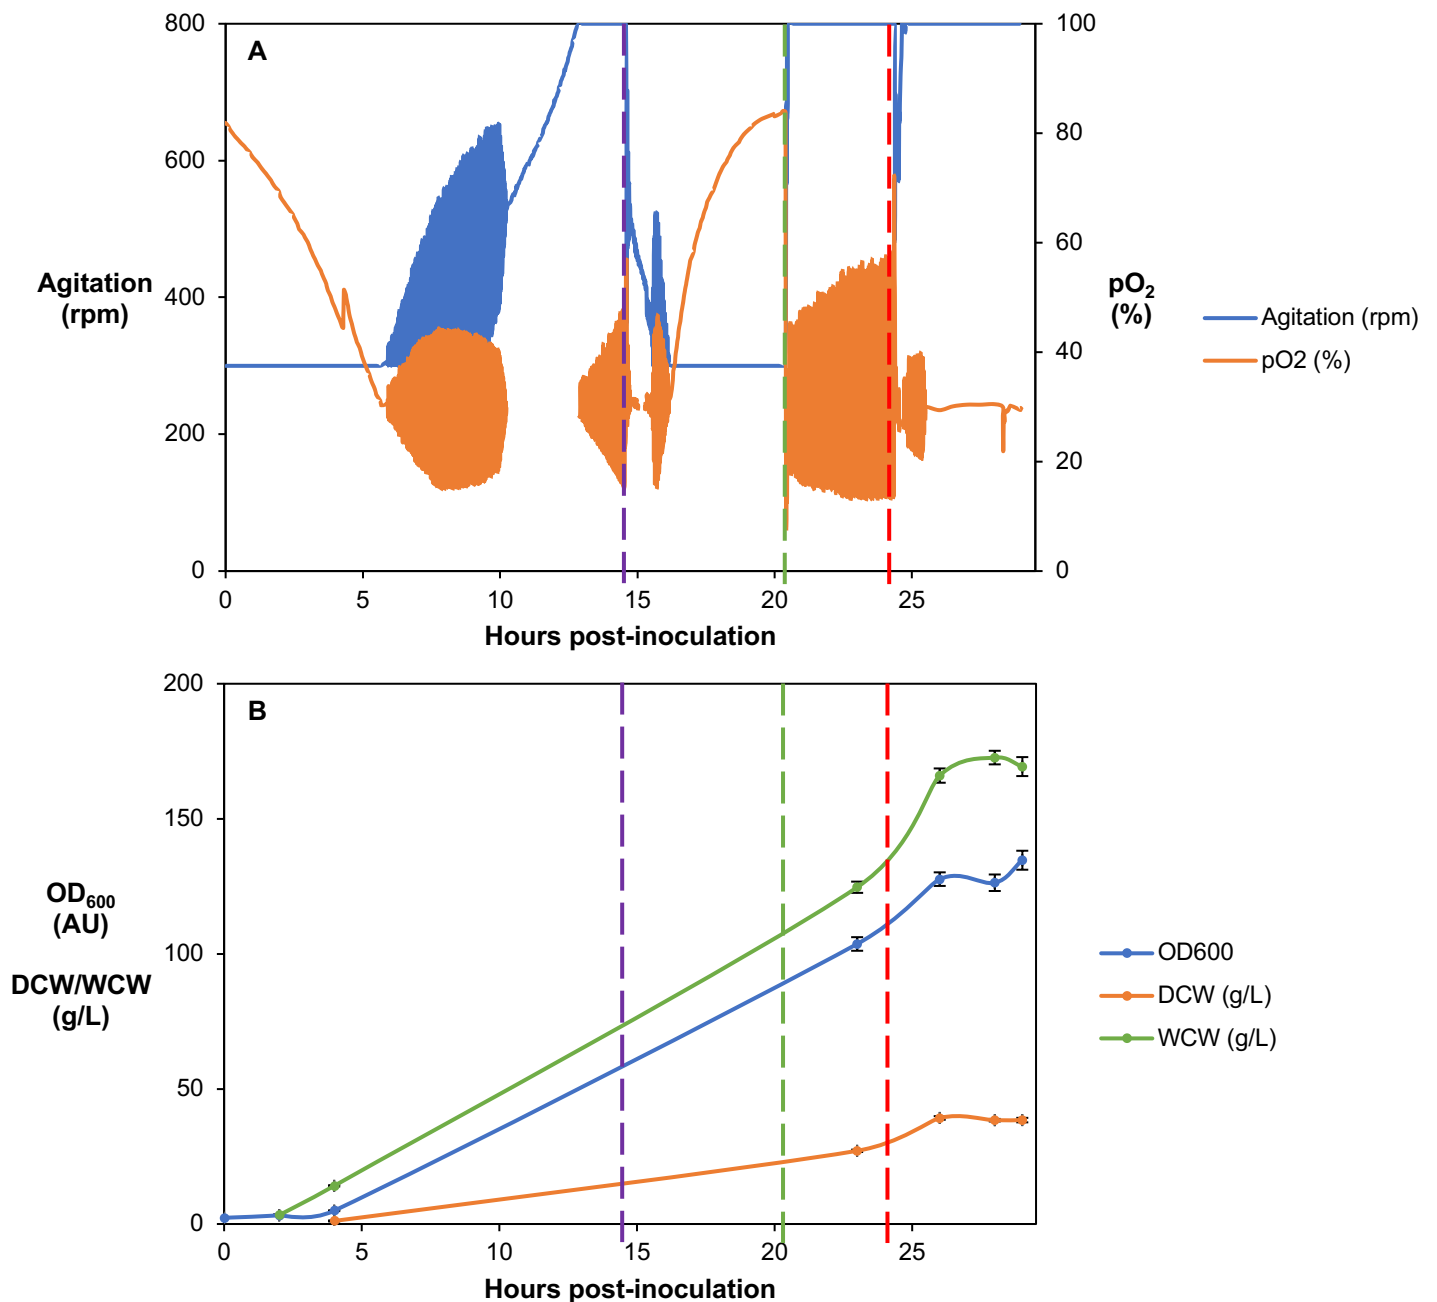 A
800
600
400
200
0
Agitation
(rpm)
100
80
60
40
20
0
pO2
(%)
0 5 10 15 20 25
Hours post-inoculation
Agitation (rpm)
pO2 (%)
B
200
150
100
50
0
OD600
(AU)
DCW/WCW
(g/L)
0 5 10 15 20 25
Hours post-inoculation
OD600
DCW (g/L)
WCW (g/L)